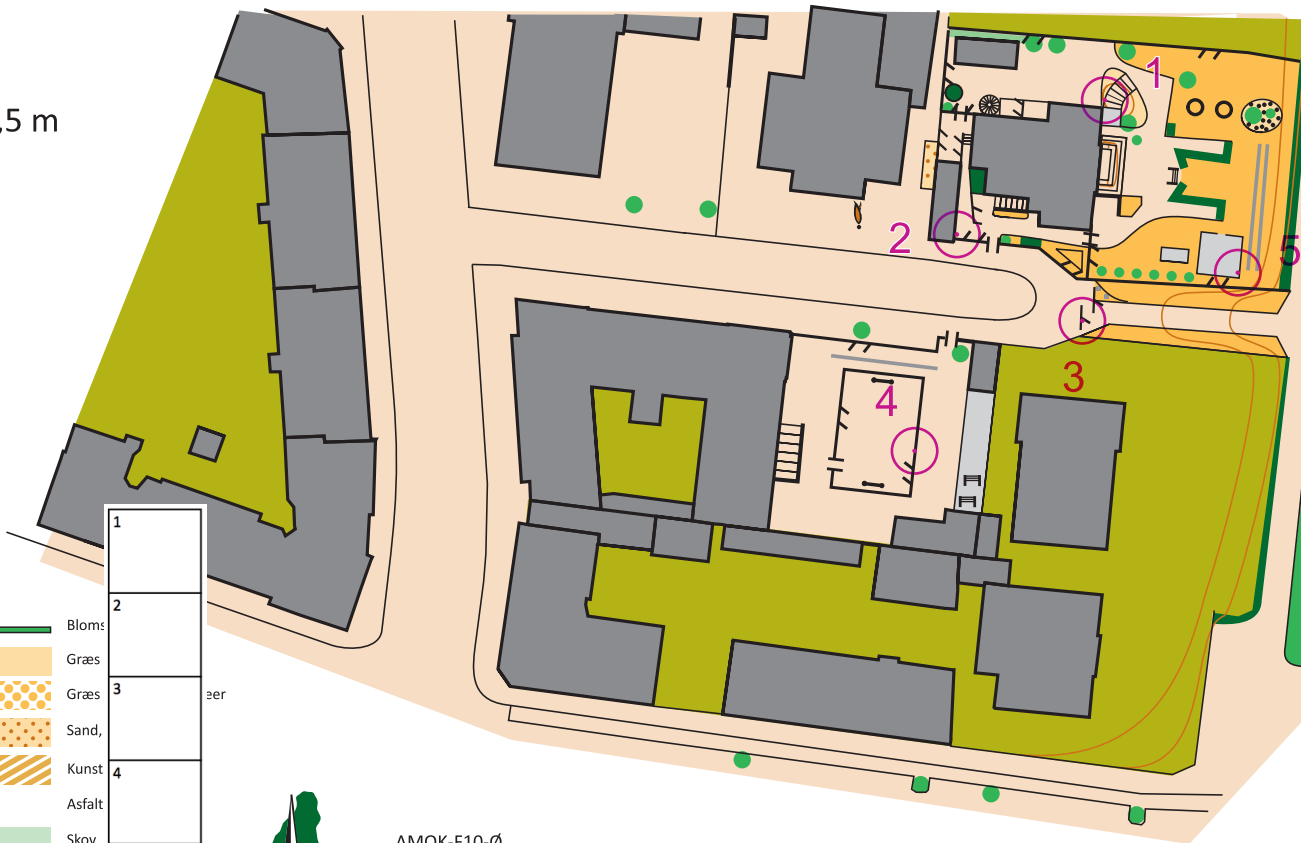 ,5 m
1
2
3
4
5
1
2
3
4
Bloms
Græs
Græs eer
Sand,
Kunst
Asfalt
Skov
AMOK-E10-Ø